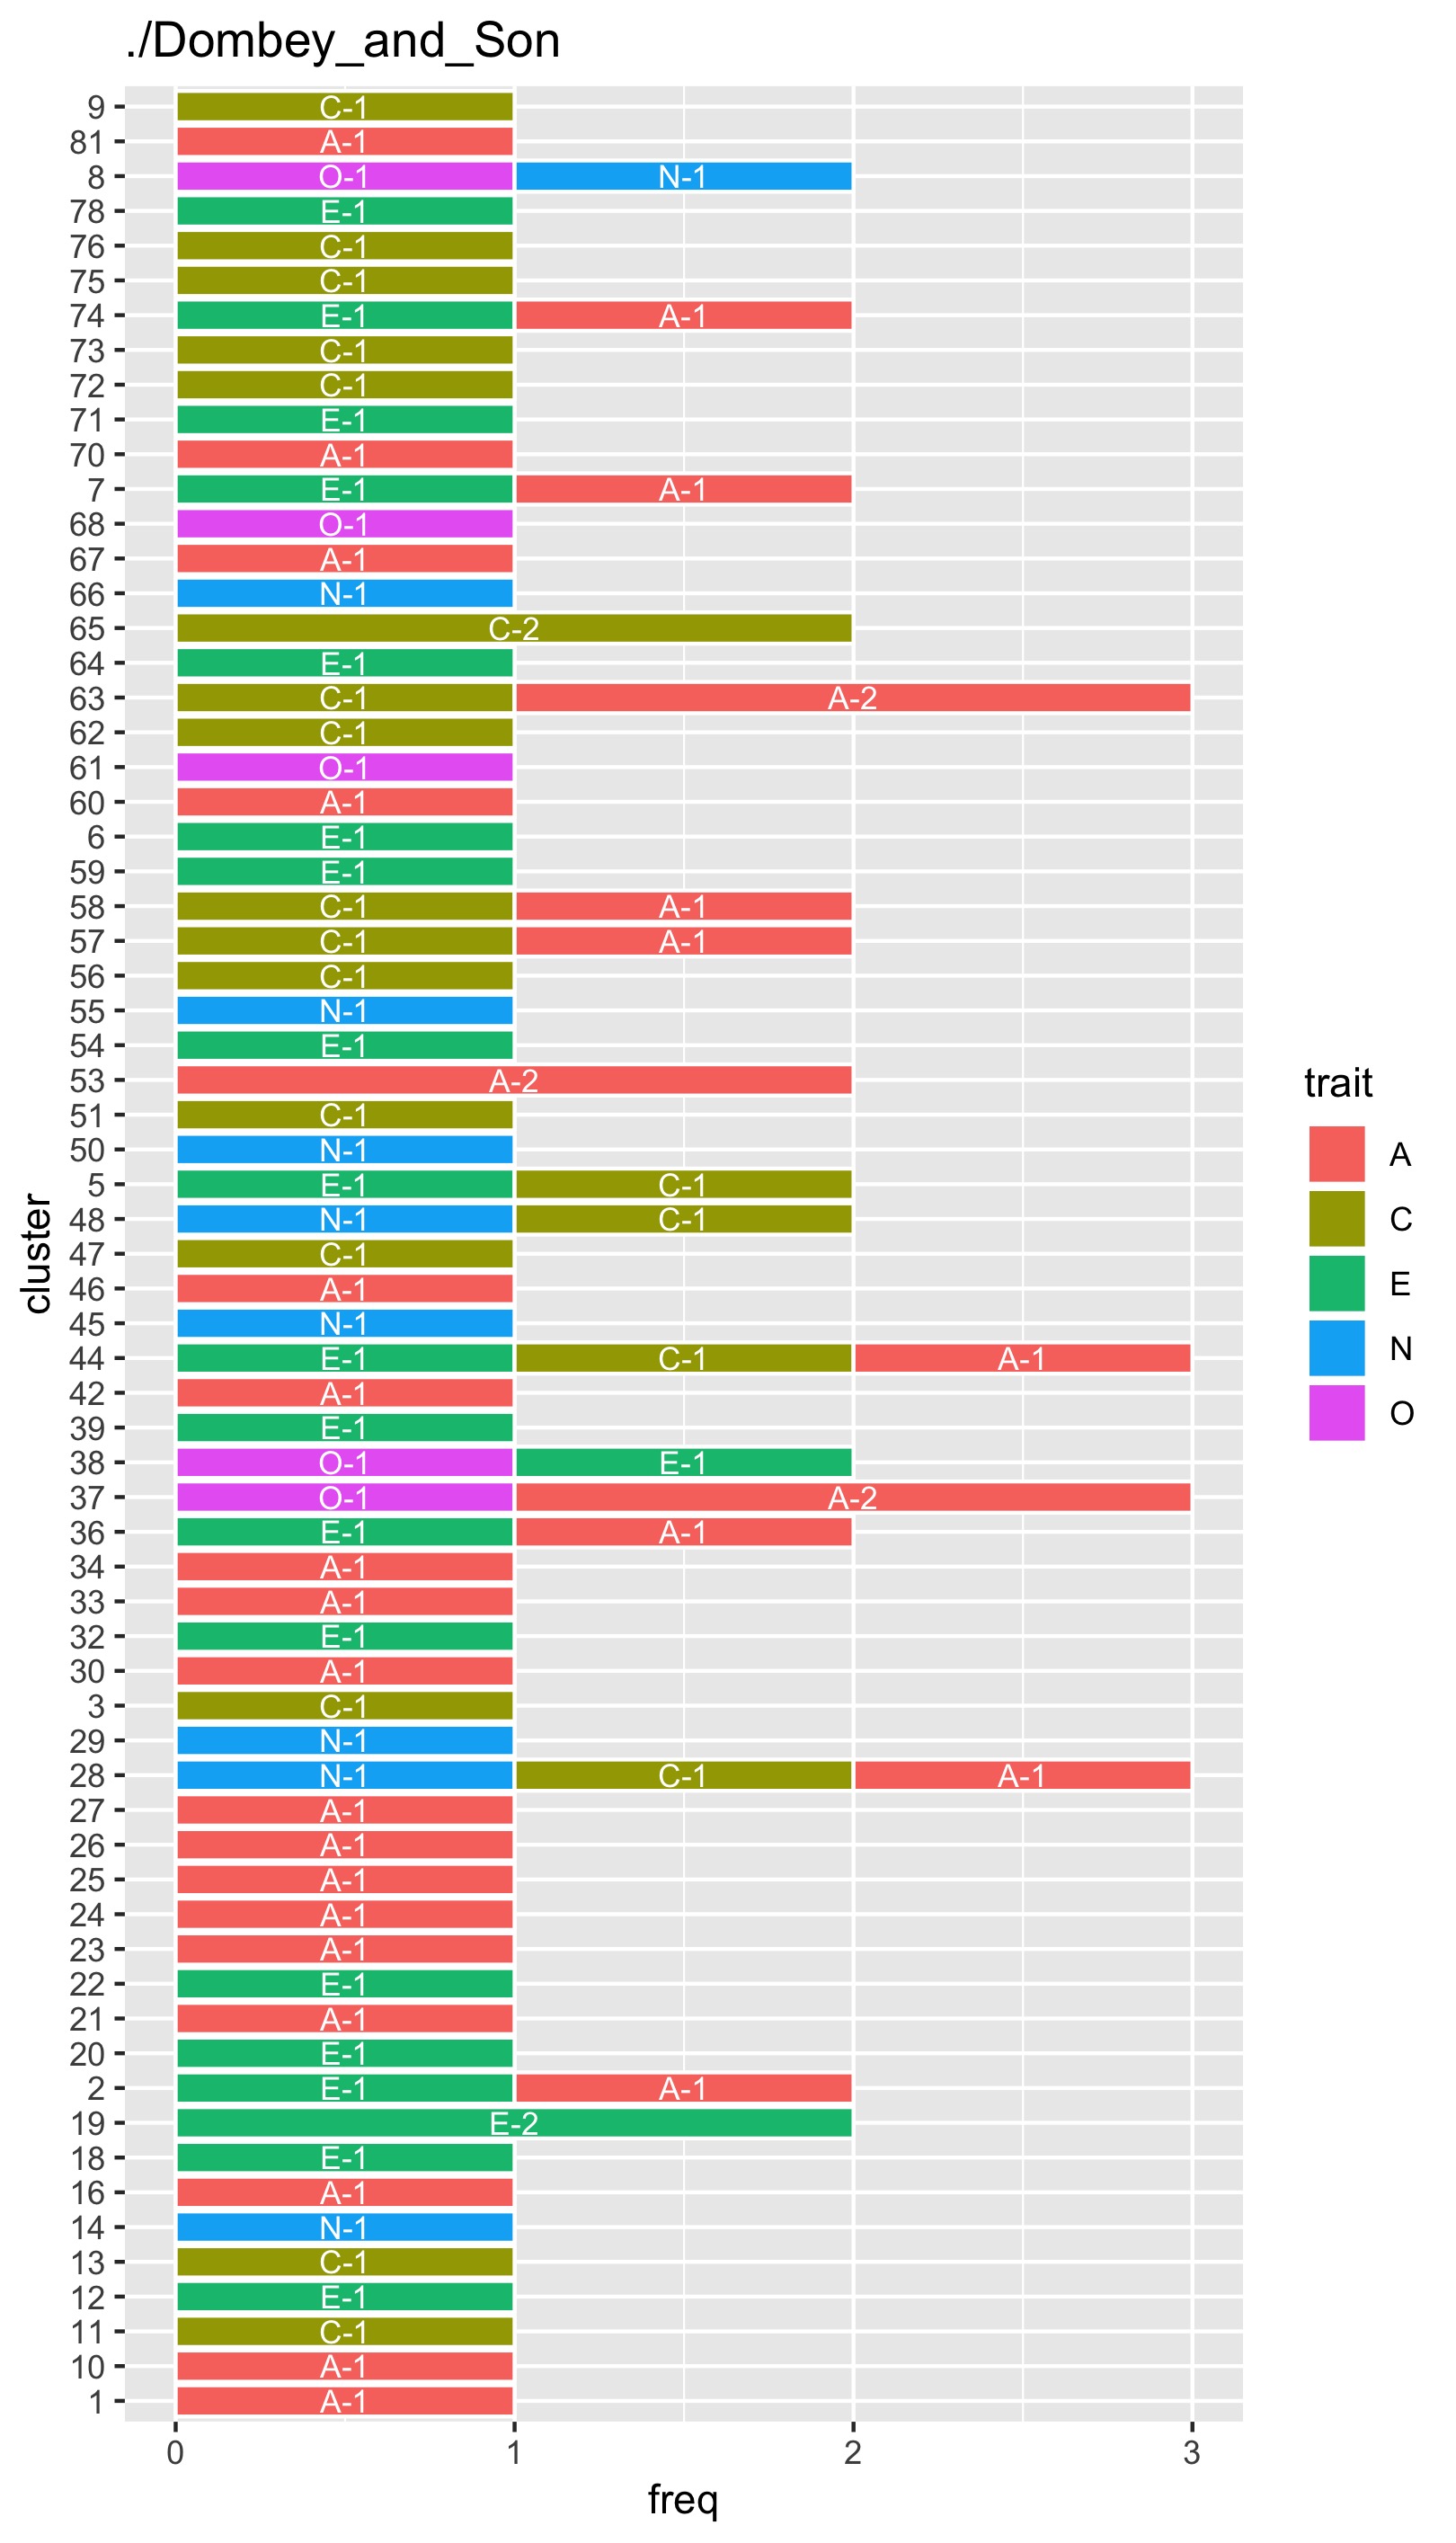 ./Dombey_and_Son
9 C-1
81 A-1
8 O-1 N-1
78 E-1
76 C-1
75 C-1
74 E-1 A-1
73 C-1
72 C-1
71 E-1
70 A-1
7 E-1 A-1
68 O-1
67 A-1
66 N-1
65 C-2
64 E-1
63 C-1 A-2
62 C-1
61 O-1
60 A-1
6 E-1
59 E-1
58 C-1 A-1
57 C-1 A-1
56 C-1
55 N-1
54 E-1
53 A-2
51 C-1
50 N-1
5 E-1 C-1
48 N-1 C-1
47 C-1
46 A-1
45 N-1
44 E-1 C-1 A-1
42 A-1
39 E-1
38 O-1 E-1
37 O-1 A-2
36 E-1 A-1
34 A-1
33 A-1
32 E-1
30 A-1
3 C-1
29 N-1
28 N-1 C-1 A-1
27 A-1
26 A-1
25 A-1
24 A-1
23 A-1
22 E-1
21 A-1
20 E-1
2 E-1 A-1
19 E-2
18 E-1
16 A-1
14 N-1
13 C-1
12 E-1
11 C-1
10 A-1
1 A-1
0 1 2 3
freq
cluster
trait
A
C
E
N
O